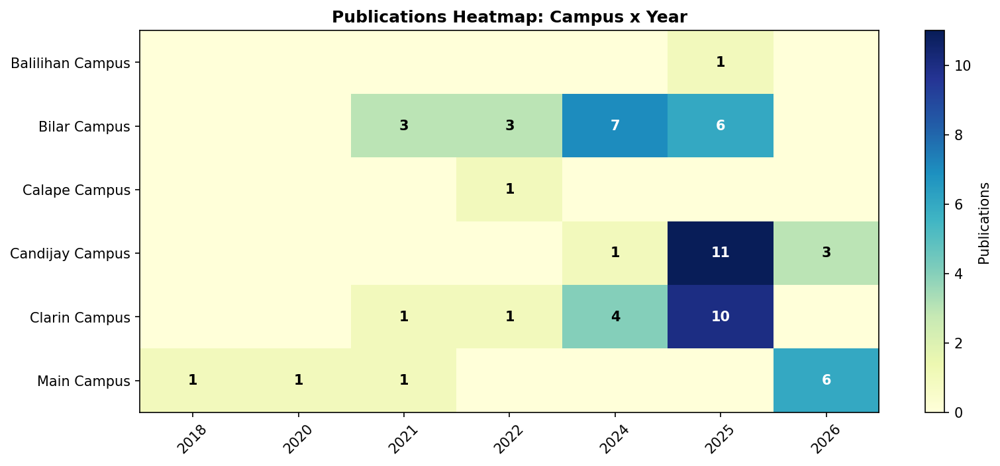 Publications Heatmap: Campus x Year
Balilihan Campus 1
Bilar Campus 3 3 7 6
Calape Campus 1
Candijay Campus 1 11 3
Clarin Campus 1 1 4 10
Main Campus 1 1 1 6
2018 2020 2021 2022 2024 2025 2026
10
8
6
4
2
0
Publications